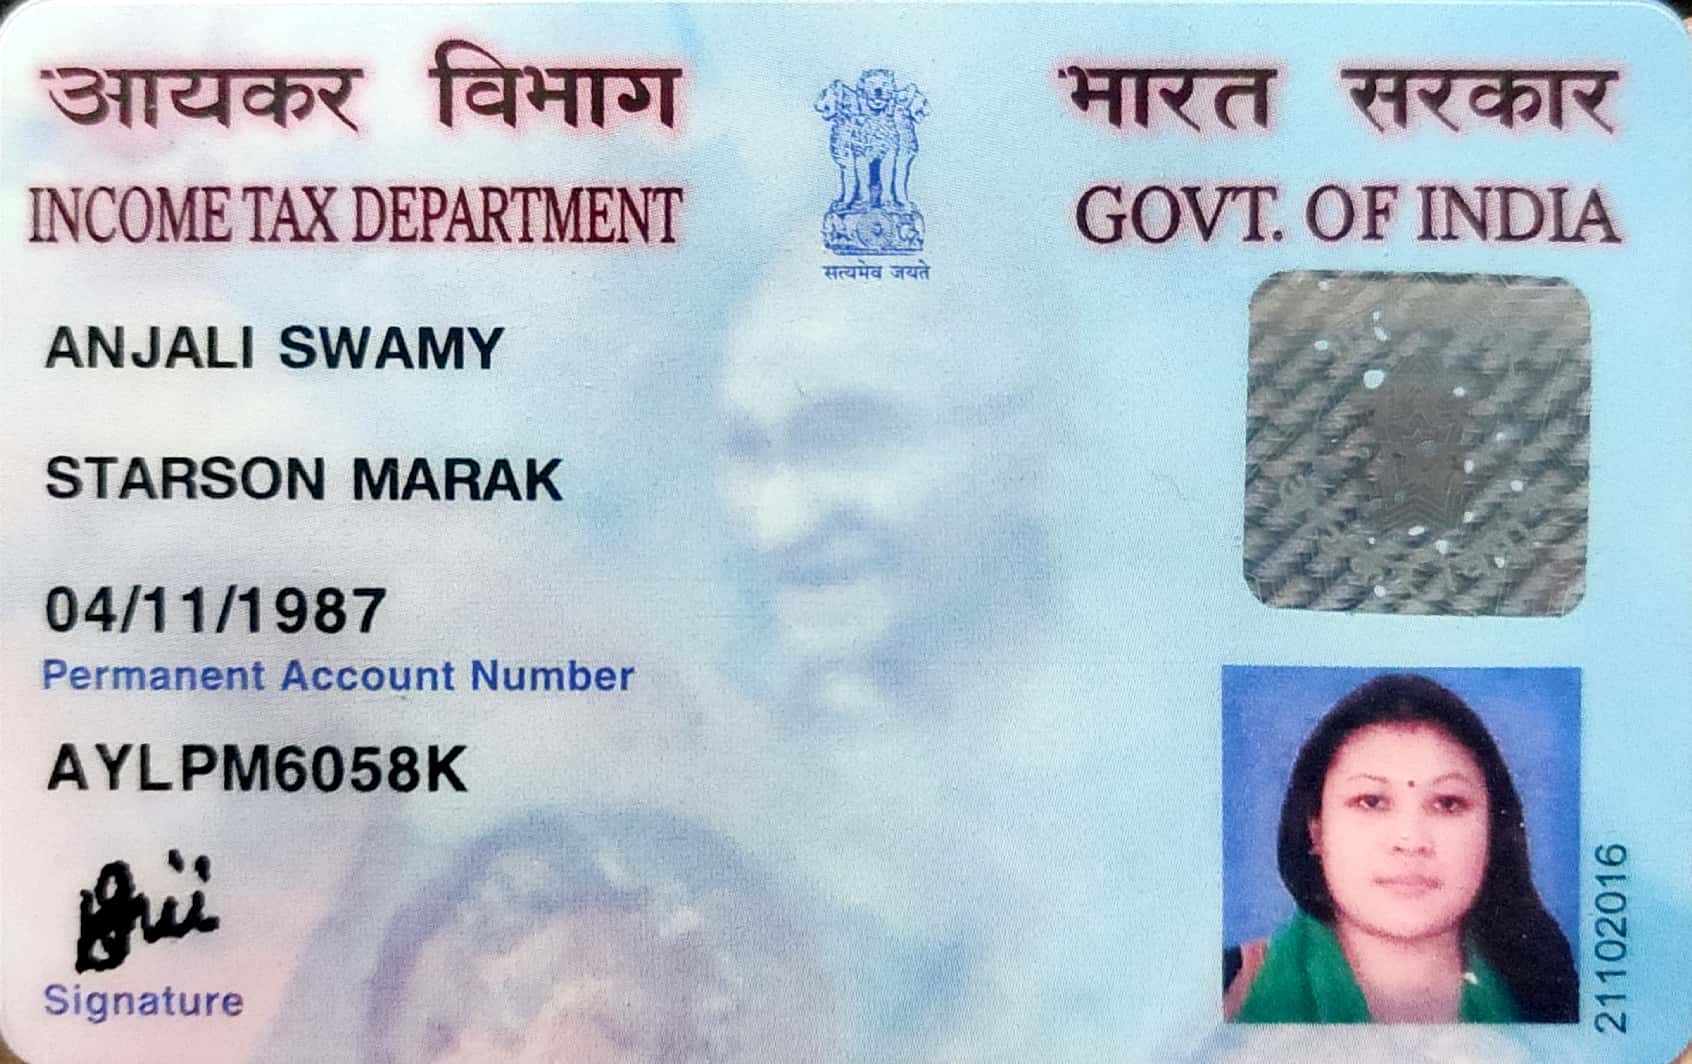 आयकर विभाग
INCOME TAX DEPARTMENT
सत्यमेव जयते
भारत सरकार
GOVT. OF INDIA
ANJALI SWAMY
STARSON MARAK
04/11/1987
Permanent Account Number
AYLPM6058K
Signature
21102016